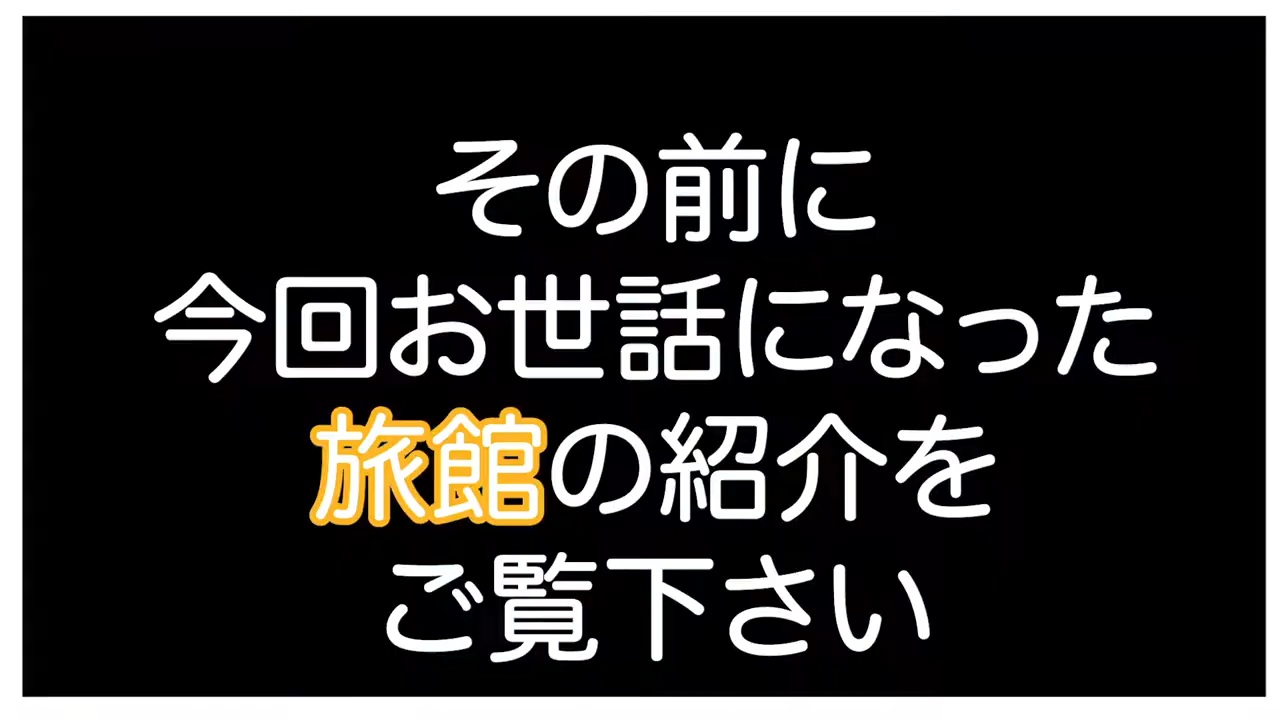 その前に
今回お世話になった
旅館の紹介を
ご覧下さい